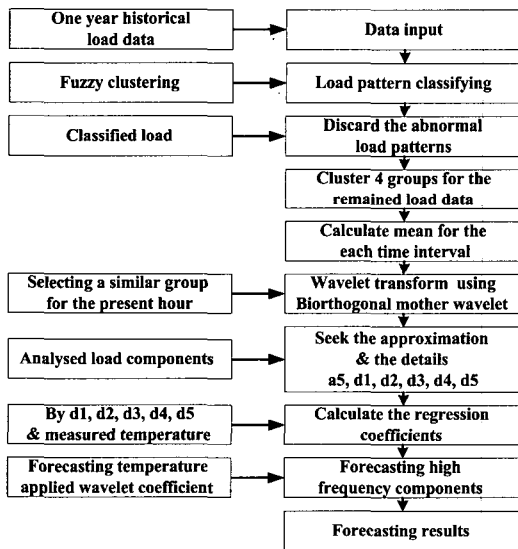 One year historical
load data
Data input
Fuzzy clustering
Load pattern classifying
Classified load
Discard the abnormal
load patterns
Cluster 4 groups for the
remained load data
Calculate mean for the
each time interval
Selecting a similar group
for the present hour
Wavelet transform using
Biorthogonal mother wavelet
Analysed load components
Seek the approximation
& the details
a5, d1, d2, d3, d4, d5
By d1, d2, d3, d4, d5
& measured temperature
Calculate the regression
coefficients
Forecasting temperature
applied wavelet coefficient
Forecasting high
frequency components
Forecasting results